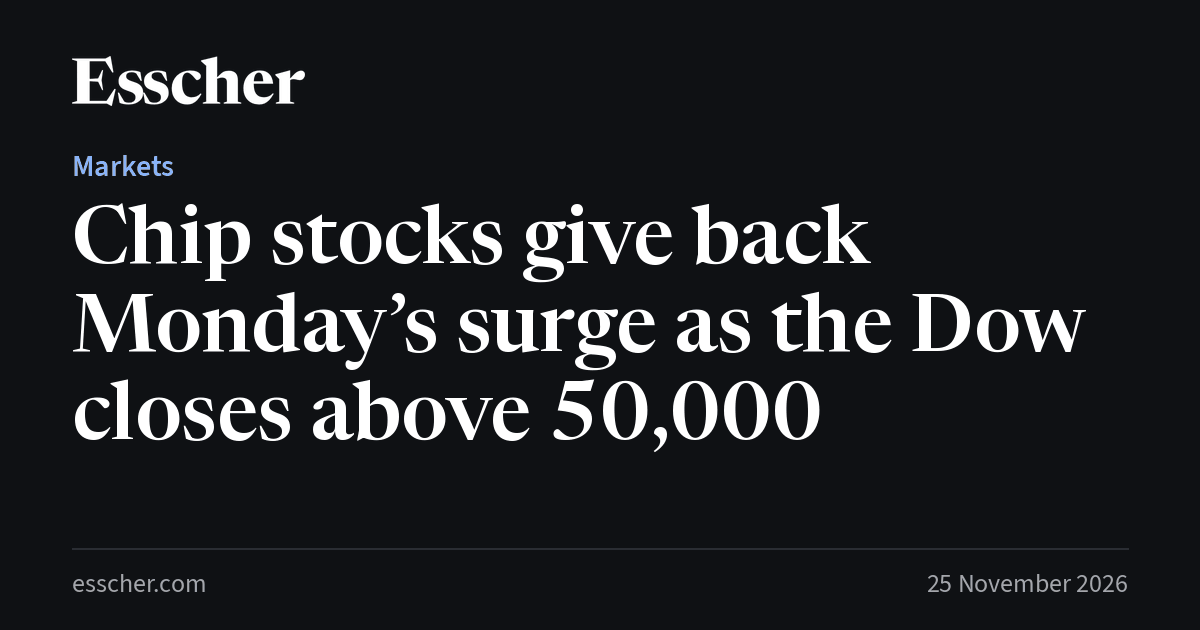 Esscher
Markets
Chip stocks give back
Monday’s surge as the Dow
closes above 50,000
esscher.com
25 November 2026